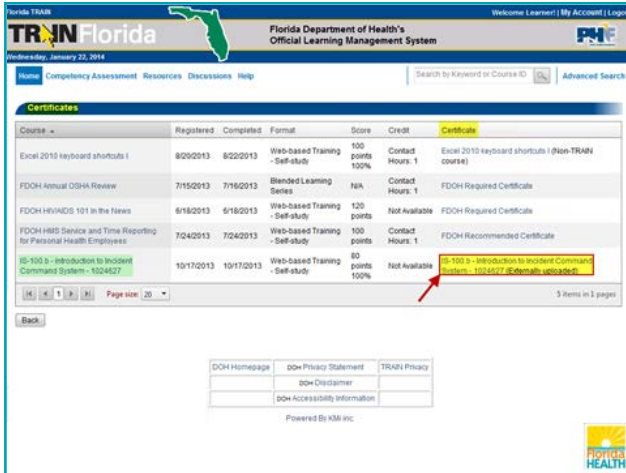 Florida TRAIN
Welcome Learner! | My Account | Logo
TRAIN Florida
Florida Department of Health's
Official Learning Management System
PHF
Wednesday, January 22, 2014
Home Competency Assessment Resources Discussions Help
Search by Keyword or Course ID
Advanced Search
Certificates
Course Registered Completed Format Score Credit Certificate
Excel 2010 keyboard shortcuts I 8/20/2013 8/22/2013 Web-based Training - Self-study 100 points 100% Contact Hours: 1 Excel 2010 keyboard shortcuts I (Non-TRAIN course)
FDOH Annual OSHA Review 7/15/2013 7/16/2013 Blended Learning Series N/A Contact Hours: 1 FDOH Required Certificate
FDOH HIV/AIDS 101 In the News 6/18/2013 6/18/2013 Web-based Training - Self-study 120 points Not Available FDOH Required Certificate
FDOH HMS Service and Time Reporting for Personal Health Employees 7/24/2013 7/24/2013 Web-based Training - Self-study 100 points Contact Hours: 1 FDOH Recommended Certificate
IS-100.b - Introduction to Incident Command System - 1024627 10/17/2013 10/17/2013 Web-based Training - Self-study 80 points 100% Not Available IS-100.b - Introduction to Incident Command System - 1024627 (Externally uploaded)
1 Page size: 20 5 items in 1 pages
Back
DOH Homepage DOH Privacy Statement TRAIN Privacy
DOH Disclaimer
DOH Accessibility Information
Powered By KMi inc.
Florida
HEALTH